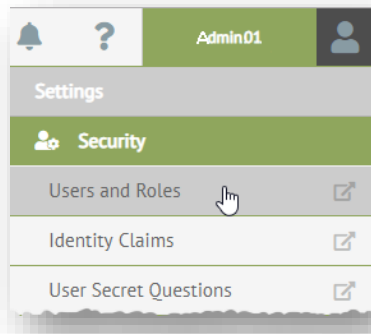 ? Admin01
Settings
Security
Users and Roles
Identity Claims
User Secret Questions